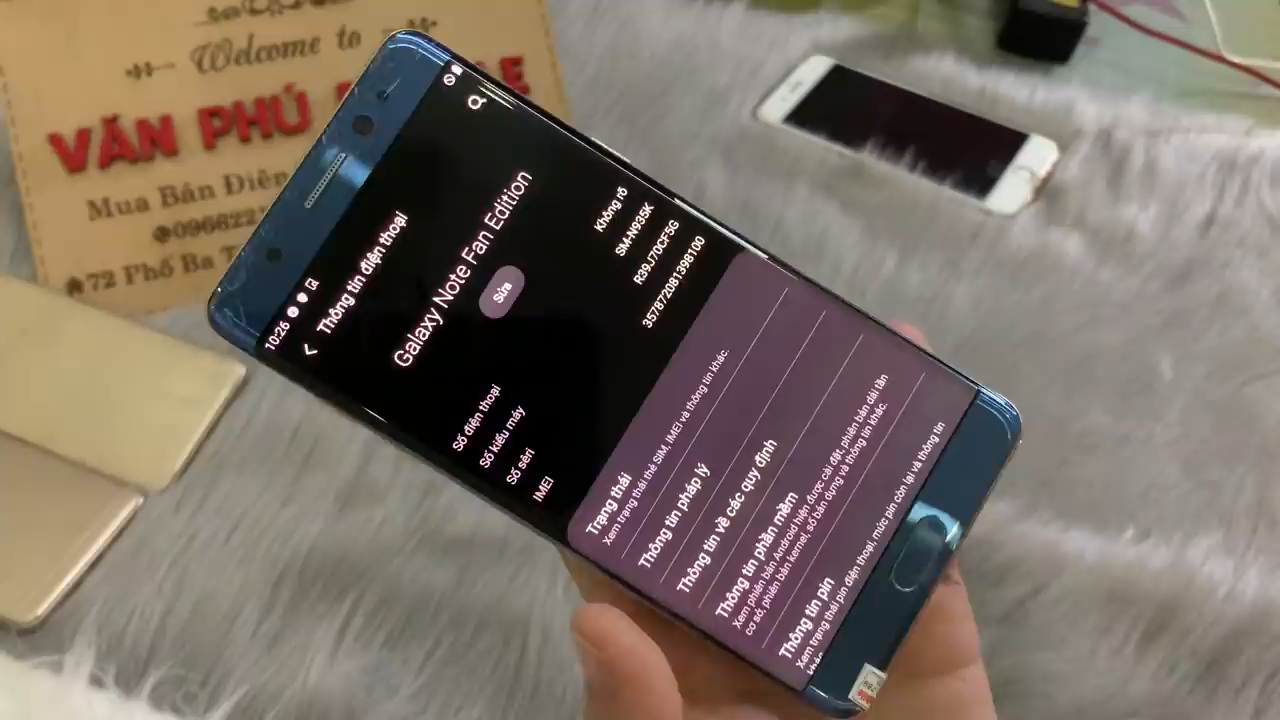 Welcome to
VĂN PHÚ
Mua Bán Điện
72 Phố Ba
10:26
Thông tin điện thoại
Galaxy Note Fan Edition
Sửa
Số điện thoại Không rõ
Số kiểu máy SM-N935K
Số sêri R39J70CF5G
IMEI 357872081398100
Trạng thái
Xem trạng thái thẻ SIM, IMEI và thông tin khác.
Thông tin pháp lý
Thông tin về các quy định
Thông tin phần mềm
Xem phiên bản Android hiện được cài đặt, phiên bản dải tần
cơ sở, phiên bản kernel, số bản dựng và thông tin khác.
Thông tin pin
Xem trạng thái pin điện thoại, mức pin còn lại và thông tin
khác.